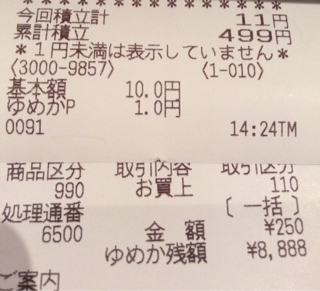 今回積立計 11円
累計積立 499円
*1円未満は表示していません*
〈3000-9857〉 〈1-010〉
基本額 10.0円
ゆめかP 1.0円
0091 14:24TM
商品区分 取引内容 取引区分
990 お買上 110
処理通番 〔一括〕
6500 金額 ¥250
ゆめか残額 ¥8,888
ご案内